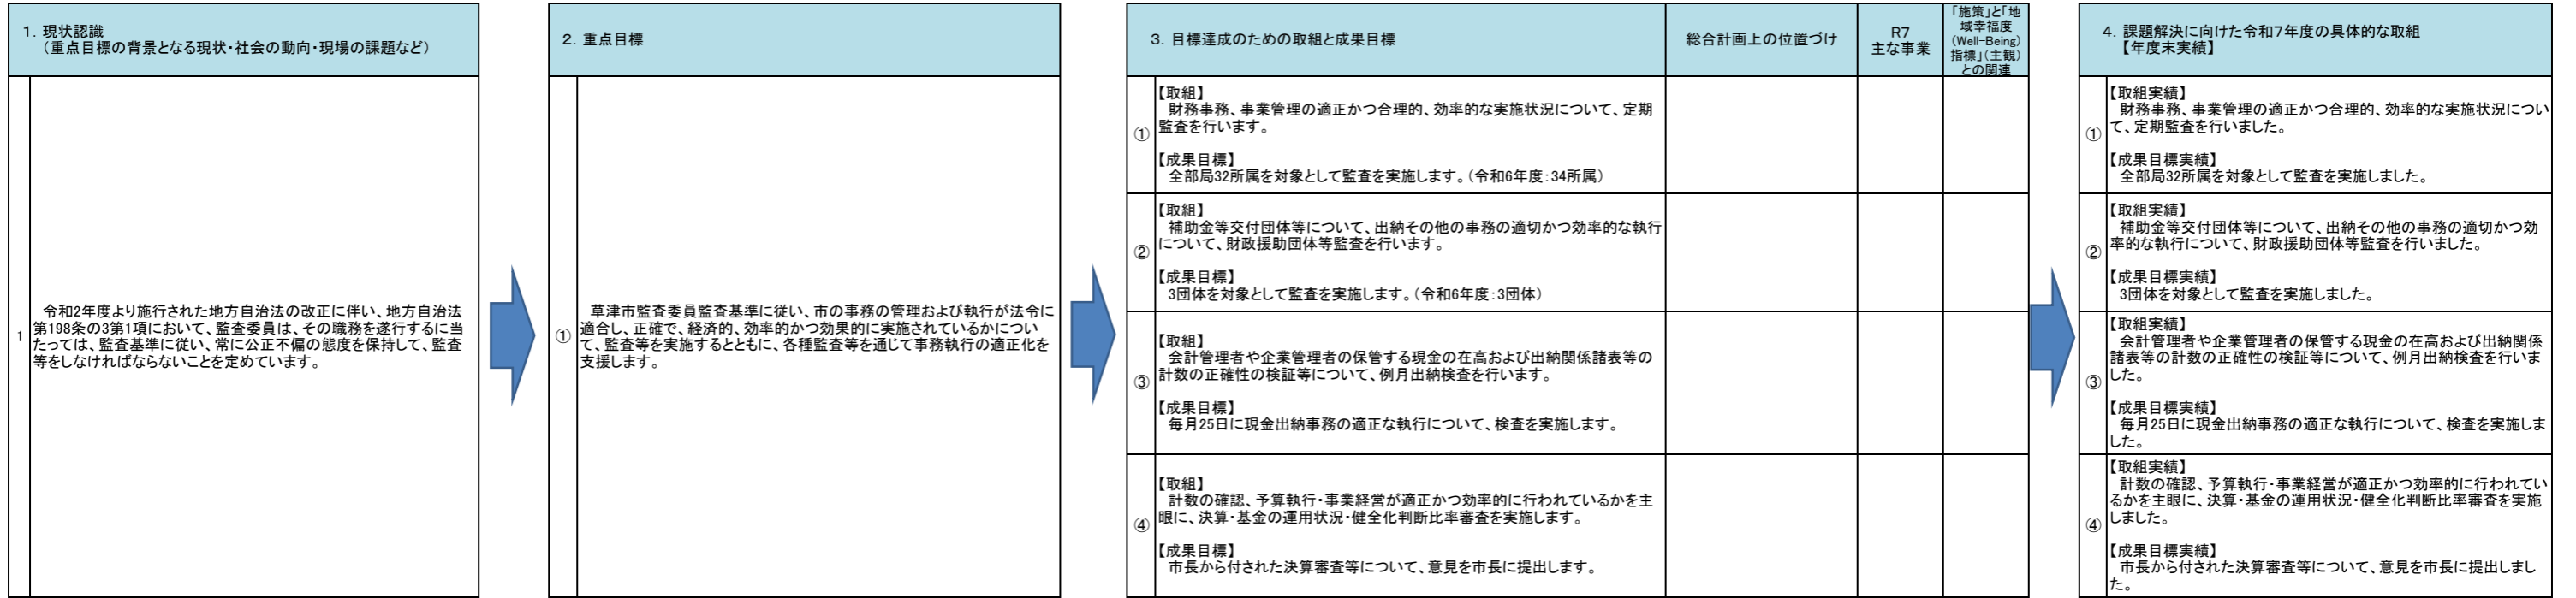 1．現状認識
（重点目標の背景となる現状・社会の動向・現場の課題など）
1
令和2年度より施行された地方自治法の改正に伴い、地方自治法
第198条の3第1項において、監査委員は、その職務を遂行するに当
たっては、監査基準に従い、常に公正不偏の態度を保持して、監査
等をしなければならないことを定めています。
2．重点目標
①
草津市監査委員監査基準に従い、市の事務の管理および執行が法令に
適合し、正確で、経済的、効率的かつ効果的に実施されているかについ
て、監査等を実施するとともに、各種監査等を通じて事務執行の適正化を
支援します。
3．目標達成のための取組と成果目標
総合計画上の位置づけ
R7
主な事業
「施策」と「地
域幸福度
（Well-Being）
指標」（主観）
との関連
①
【取組】
財務事務、事業管理の適正かつ合理的、効率的な実施状況について、定期
監査を行います。
【成果目標】
全部局32所属を対象として監査を実施します。（令和6年度：34所属）
②
【取組】
補助金等交付団体等について、出納その他の事務の適切かつ効率的な執行
について、財政援助団体等監査を行います。
【成果目標】
3団体を対象として監査を実施します。（令和6年度：3団体）
③
【取組】
会計管理者や企業管理者の保管する現金の在高および出納関係諸表等の
計数の正確性の検証等について、例月出納検査を行います。
【成果目標】
毎月25日に現金出納事務の適正な執行について、検査を実施します。
④
【取組】
計数の確認、予算執行・事業経営が適正かつ効率的に行われているかを主
眼に、決算・基金の運用状況・健全化判断比率審査を実施します。
【成果目標】
市長から付された決算審査等について、意見を市長に提出します。
4．課題解決に向けた令和7年度の具体的な取組
【年度末実績】
①
【取組実績】
財務事務、事業管理の適正かつ合理的、効率的な実施状況につい
て、定期監査を行いました。
【成果目標実績】
全部局32所属を対象として監査を実施しました。
②
【取組実績】
補助金等交付団体等について、出納その他の事務の適切かつ効
率的な執行について、財政援助団体等監査を行いました。
【成果目標実績】
3団体を対象として監査を実施しました。
③
【取組実績】
会計管理者や企業管理者の保管する現金の在高および出納関係
諸表等の計数の正確性の検証等について、例月出納検査を行いま
した。
【成果目標実績】
毎月25日に現金出納事務の適正な執行について、検査を実施しま
した。
④
【取組実績】
計数の確認、予算執行・事業経営が適正かつ効率的に行われてい
るかを主眼に、決算・基金の運用状況・健全化判断比率審査を実施
しました。
【成果目標実績】
市長から付された決算審査等について、意見を市長に提出しまし
た。